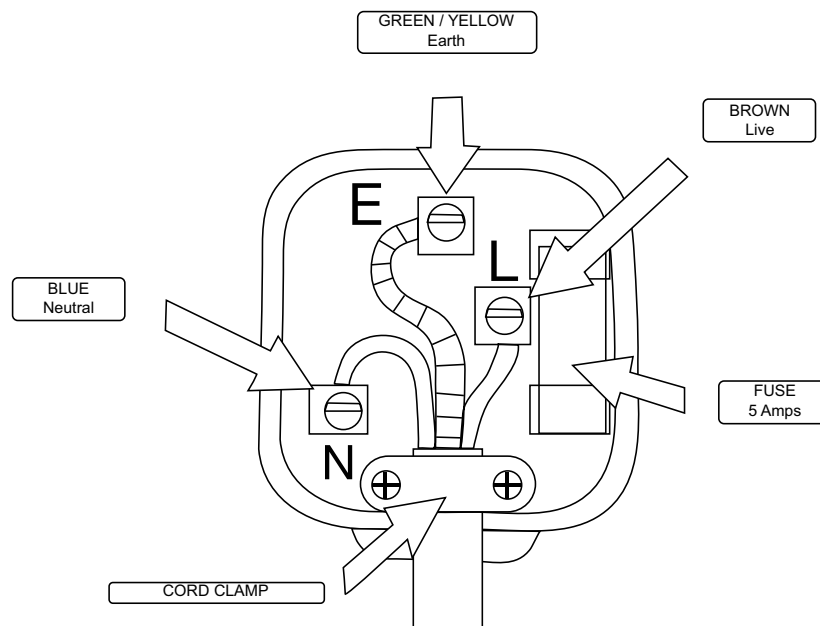 GREEN / YELLOW
Earth
BROWN
Live
E
L
BLUE
Neutral
FUSE
5 Amps
N
CORD CLAMP